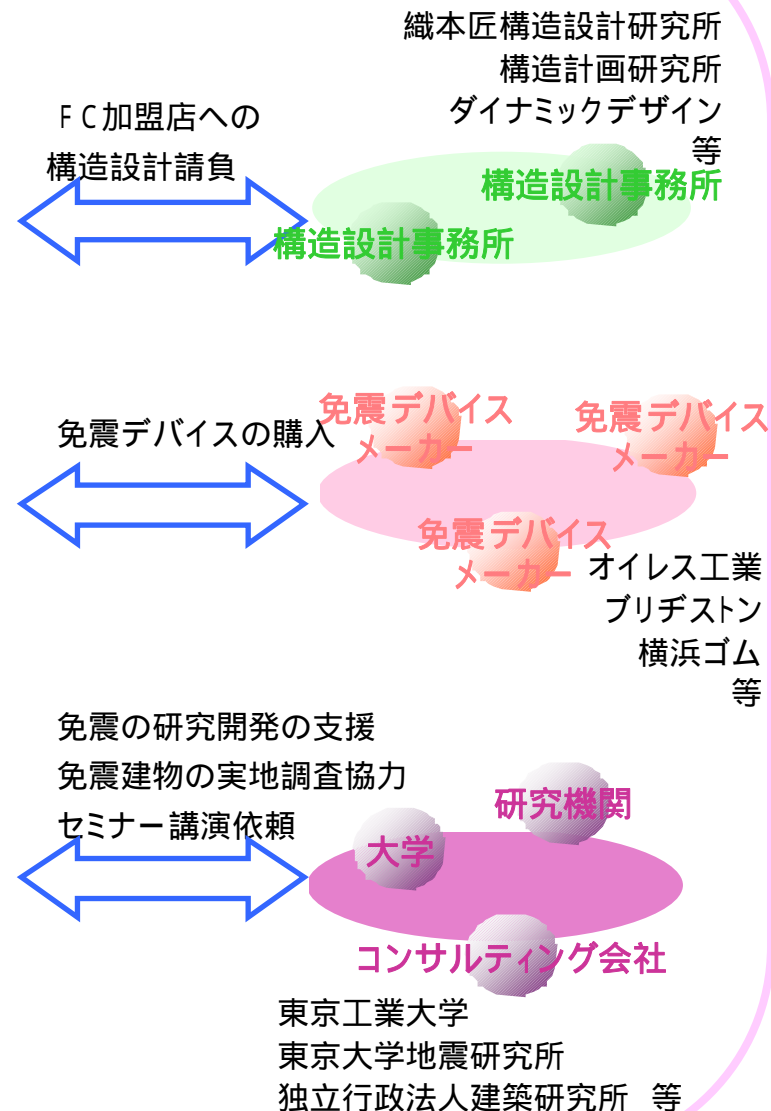 織本匠構造設計研究所
構造計画研究所
ダイナミックデザイン
等
ＦＣ加盟店への
構造設計請負
構造設計事務所
構造設計事務所
免震デバイスの購入
免震デバイス
メーカー
免震デバイス
メーカー
免震デバイス
メーカー
オイレス工業
ブリヂストン
横浜ゴム
等
免震の研究開発の支援
免震建物の実地調査協力
セミナー講演依頼
研究機関
大学
コンサルティング会社
東京工業大学
東京大学地震研究所
独立行政法人建築研究所 等